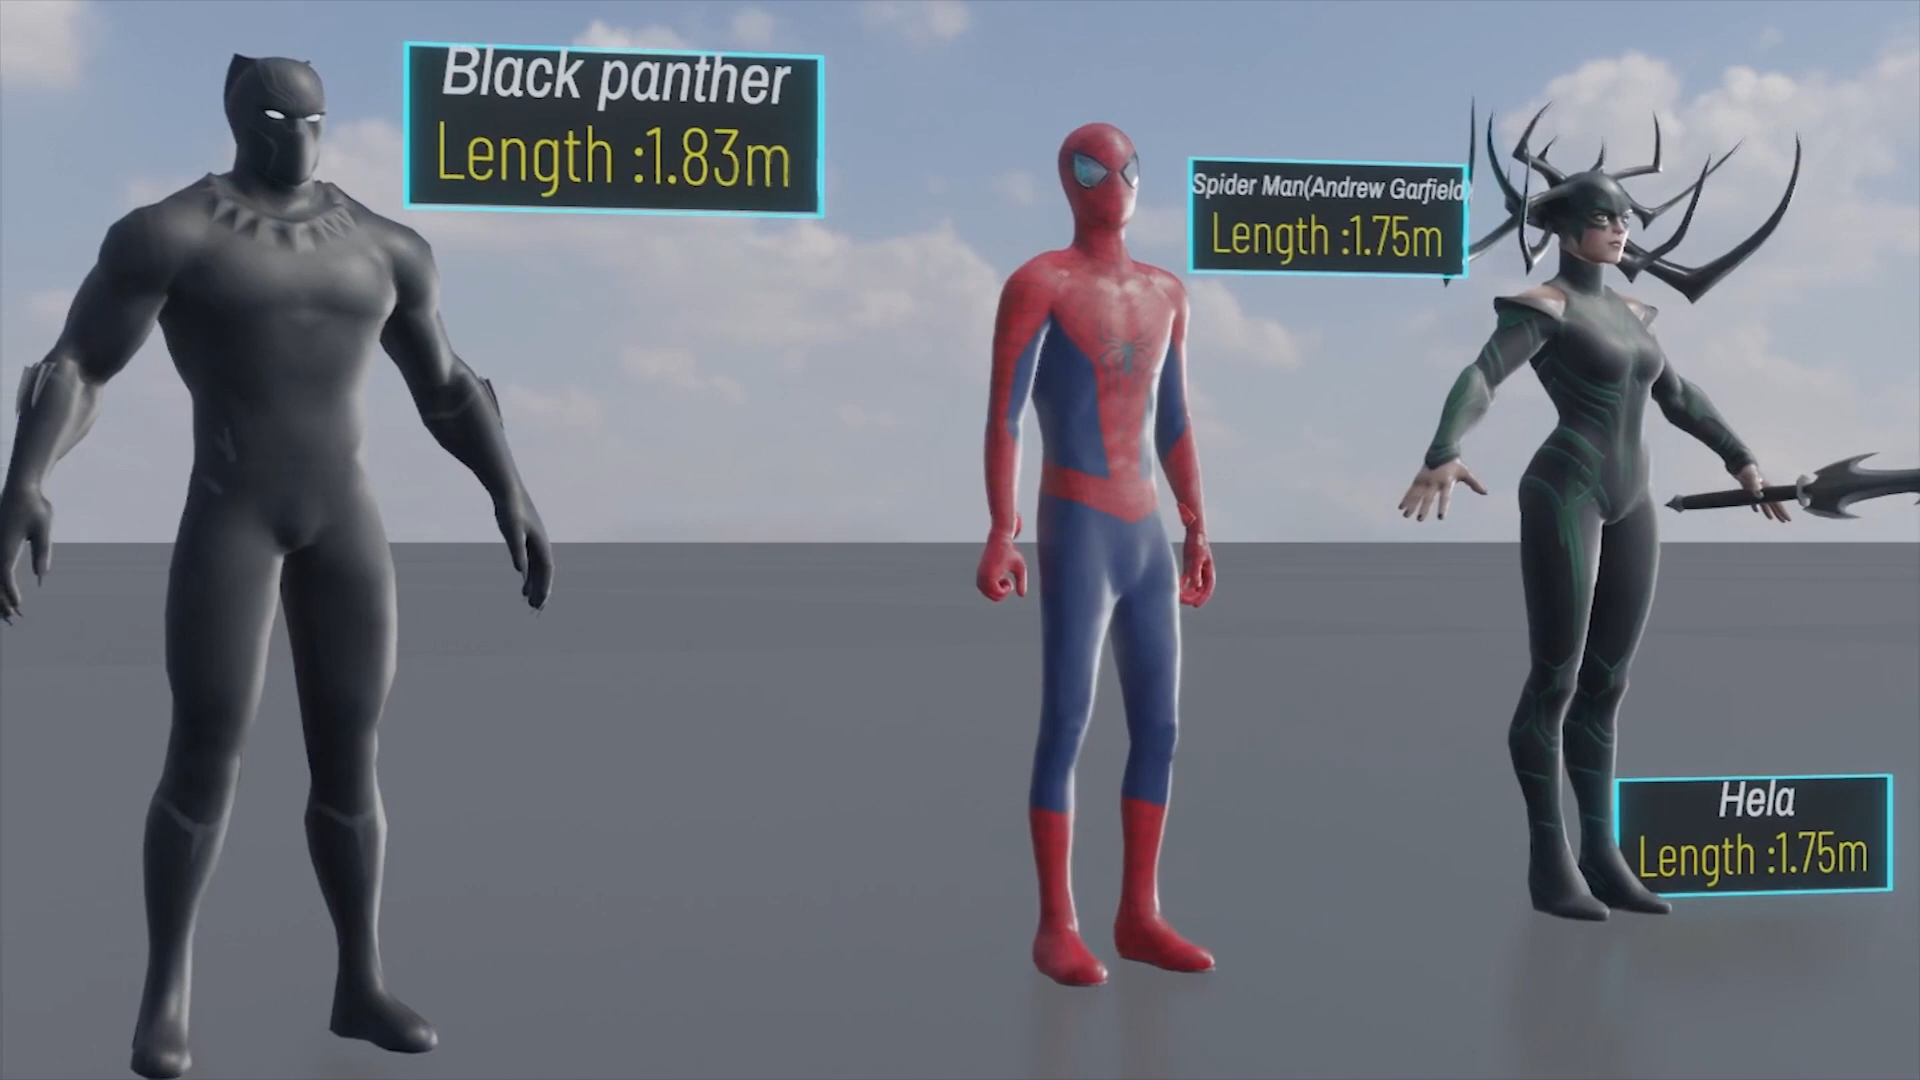 Black panther
Length :1.83m
Spider Man(Andrew Garfield)
Length :1.75m
Hela
Length :1.75m